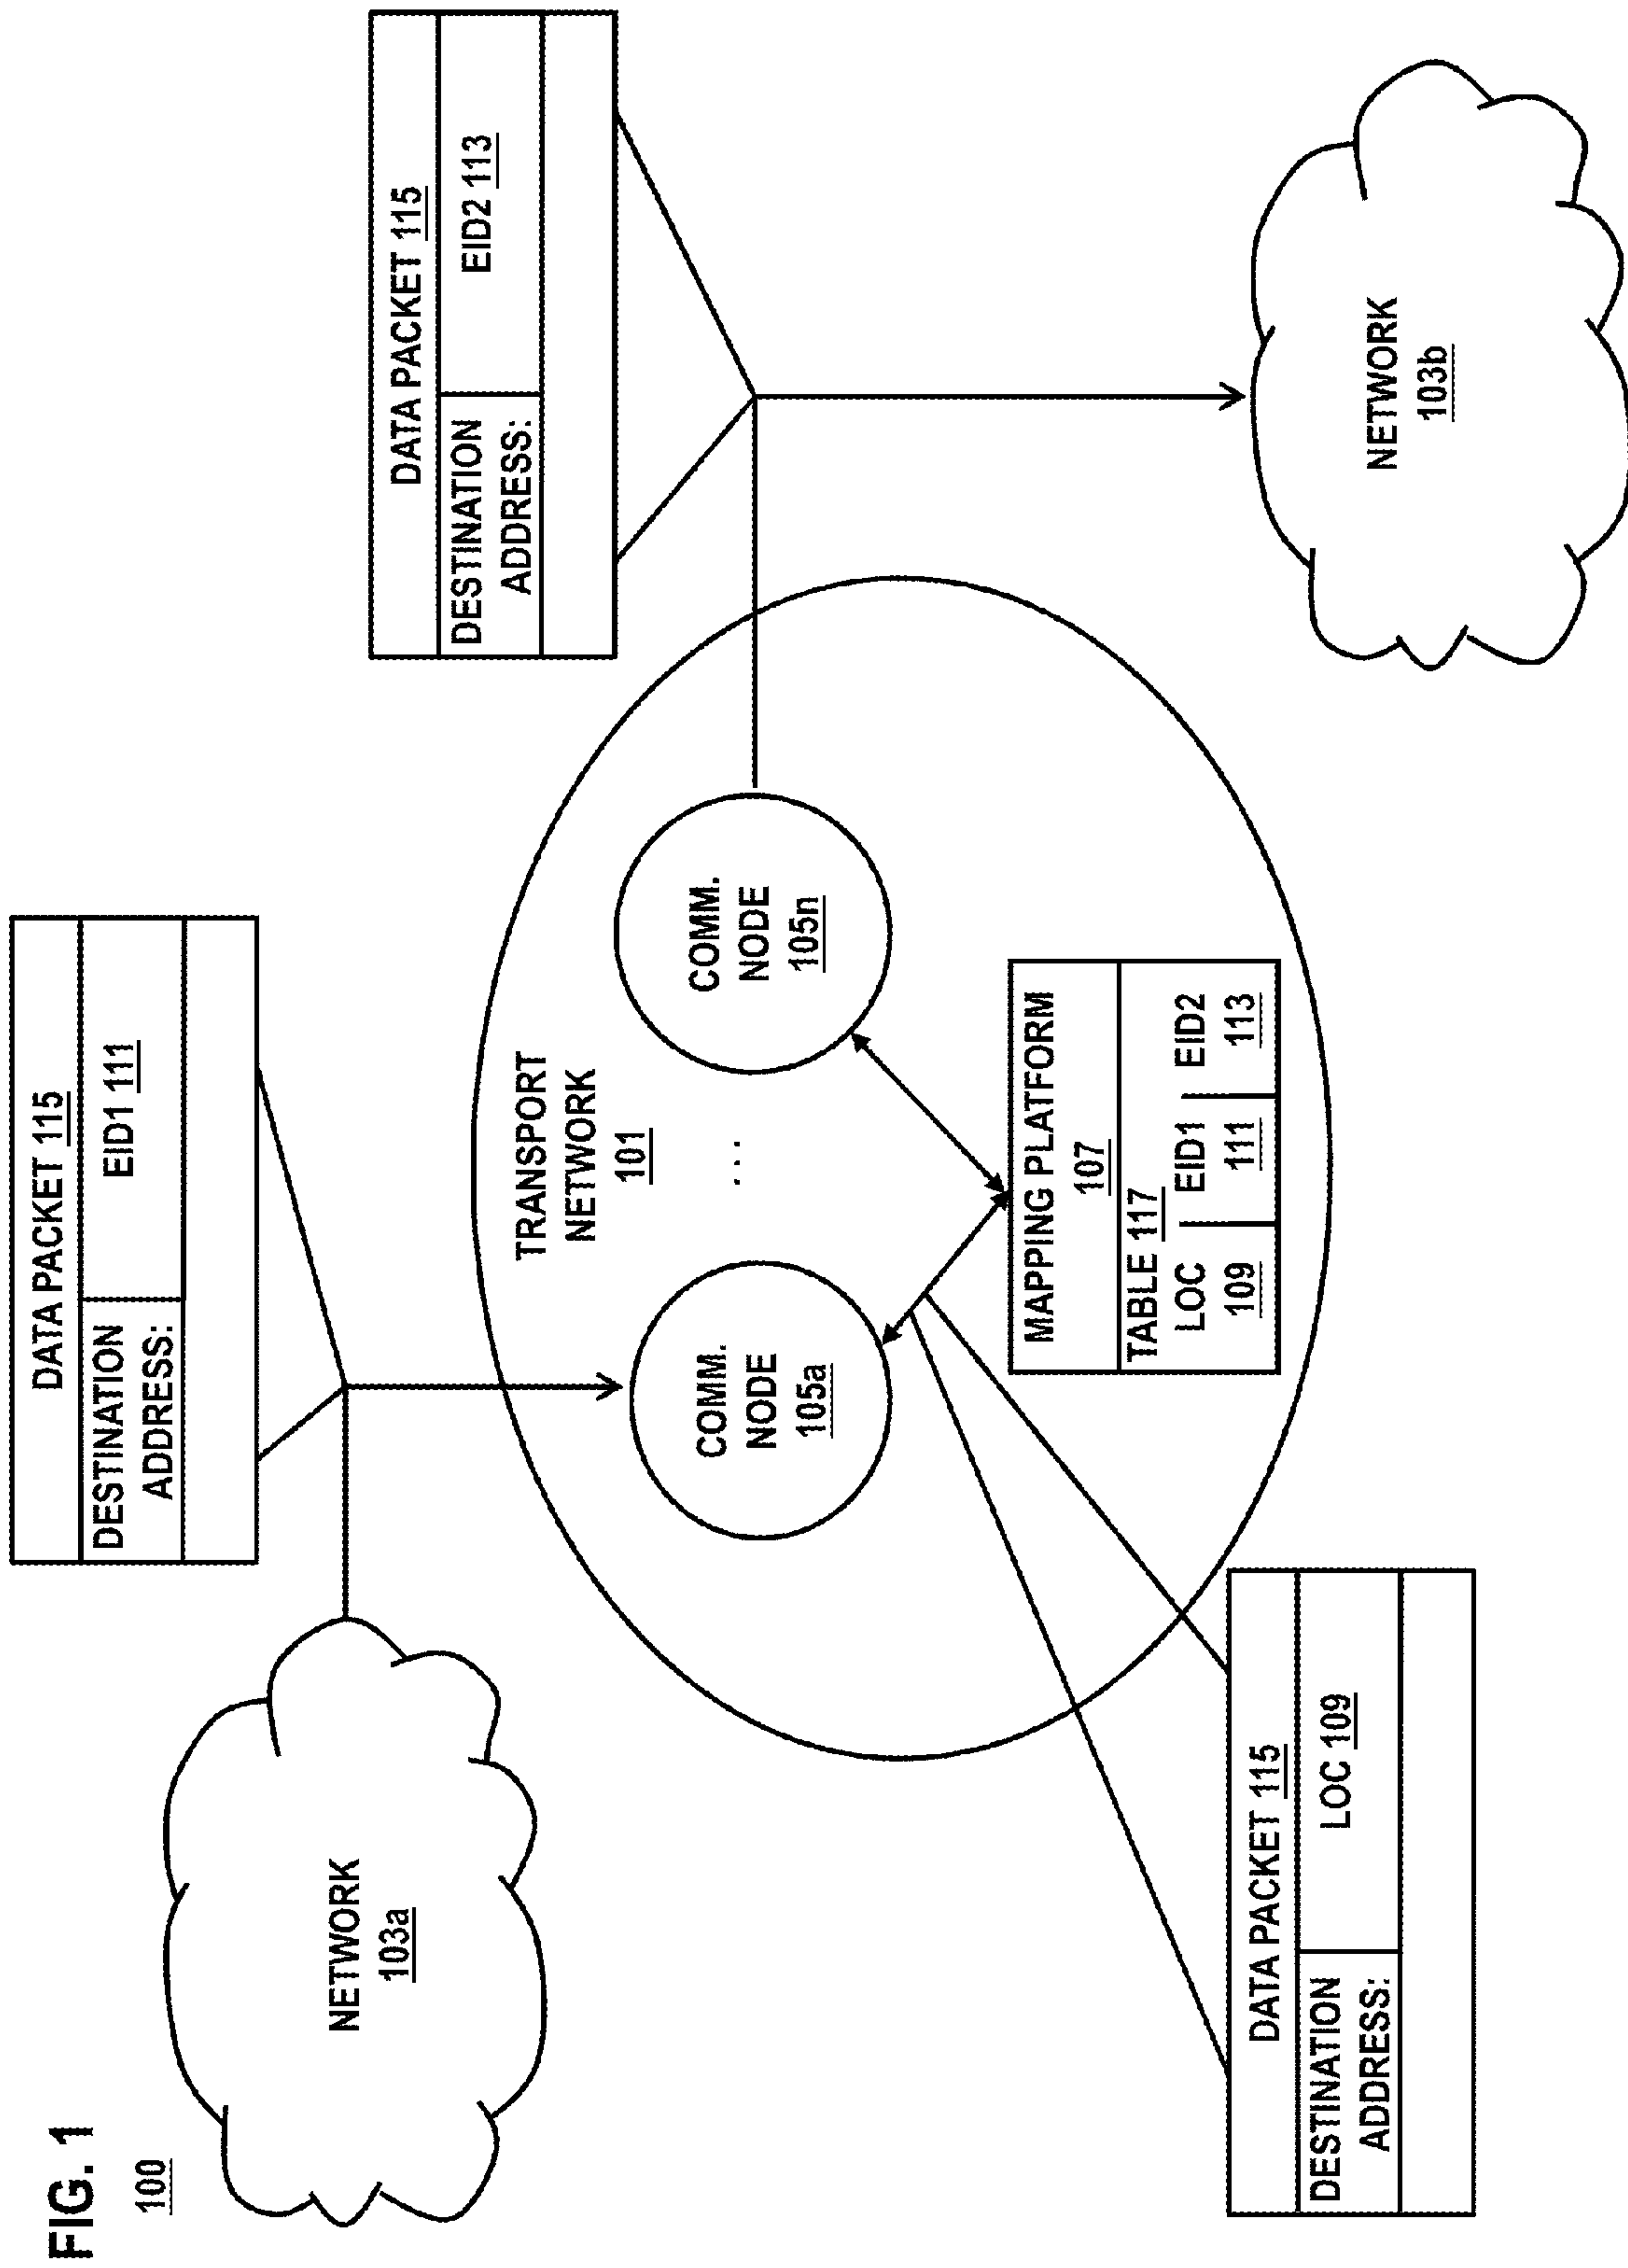 FIG. 1
100
NETWORK
103a
DATA PACKET 115
DESTINATION
ADDRESS:
EID1 111
DATA PACKET 115
DESTINATION
ADDRESS:
EID2 113
TRANSPORT
NETWORK
101
COMM.
NODE
105a
...
COMM.
NODE
105n
MAPPING PLATFORM
107
TABLE 117
LOC EID1 EID2
109 111 113
DATA PACKET 115
DESTINATION
ADDRESS:
LOC 109
NETWORK
103b